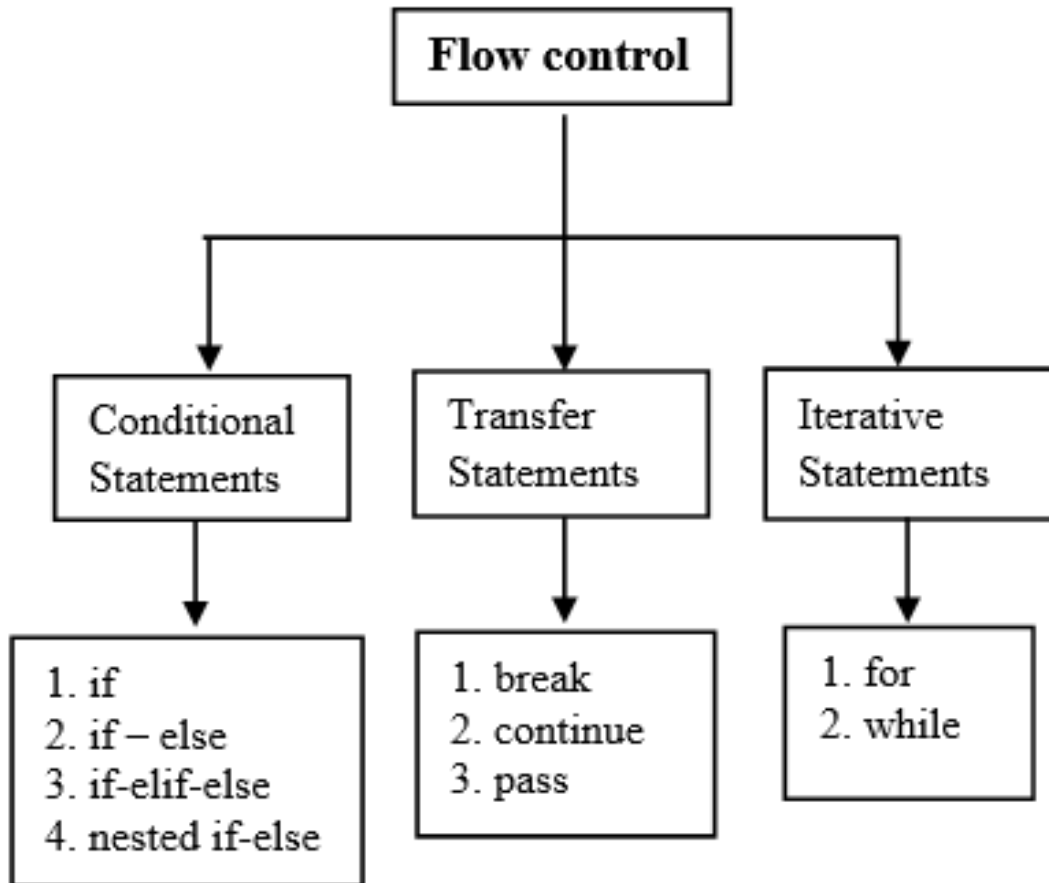 Flow control
Conditional
Statements
Transfer
Statements
Iterative
Statements
1. if
2. if – else
3. if-elif-else
4. nested if-else
1. break
2. continue
3. pass
1. for
2. while